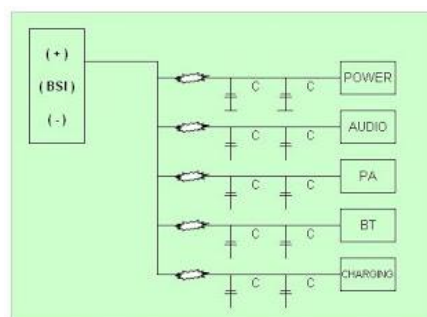 (+)
(BSI)
(-)
C C POWER
C C AUDIO
C C PA
C C BT
C C CHARGING